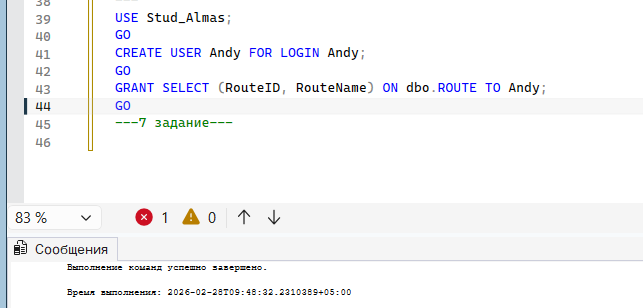 38
39 USE Stud_Almas;
40 GO
41 CREATE USER Andy FOR LOGIN Andy;
42 GO
43 GRANT SELECT (RouteID, RouteName) ON dbo.ROUTE TO Andy;
44 GO
45 ---7 задание---
46
83 % 1 0
Сообщения
Выполнение команд успешно завершено.
Время выполнения: 2026-02-28T09:48:32.2310389+05:00